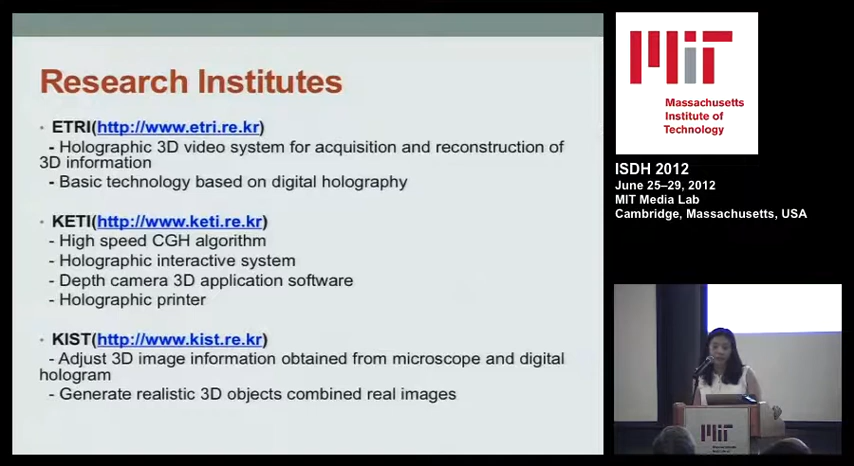 Research Institutes
• ETRI(http://www.etri.re.kr)
- Holographic 3D video system for acquisition and reconstruction of
3D information
- Basic technology based on digital holography
• KETI(http://www.keti.re.kr)
- High speed CGH algorithm
- Holographic interactive system
- Depth camera 3D application software
- Holographic printer
• KIST(http://www.kist.re.kr)
- Adjust 3D image information obtained from microscope and digital
hologram
- Generate realistic 3D objects combined real images
MIT
Massachusetts
Institute of
Technology
ISDH 2012
June 25–29, 2012
MIT Media Lab
Cambridge, Massachusetts, USA
MIT